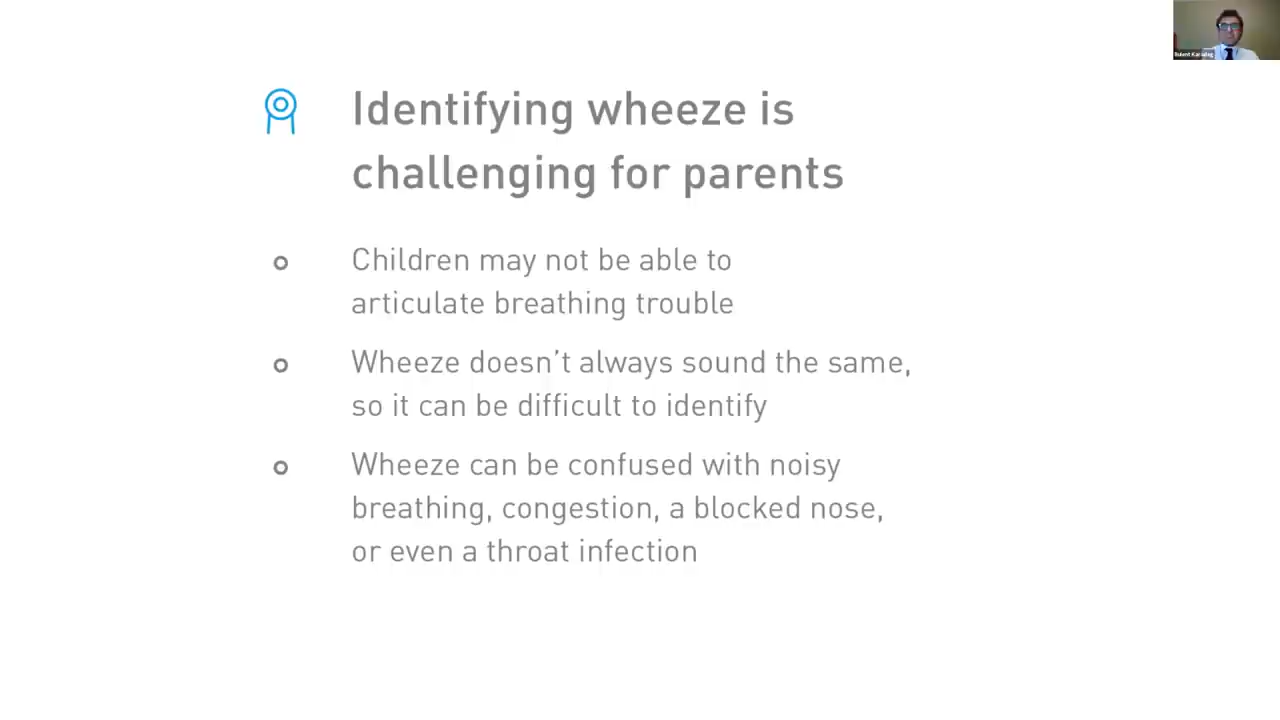 Identifying wheeze is
challenging for parents
Children may not be able to
articulate breathing trouble
Wheeze doesn't always sound the same,
so it can be difficult to identify
Wheeze can be confused with noisy
breathing, congestion, a blocked nose,
or even a throat infection
Bulent Karadag